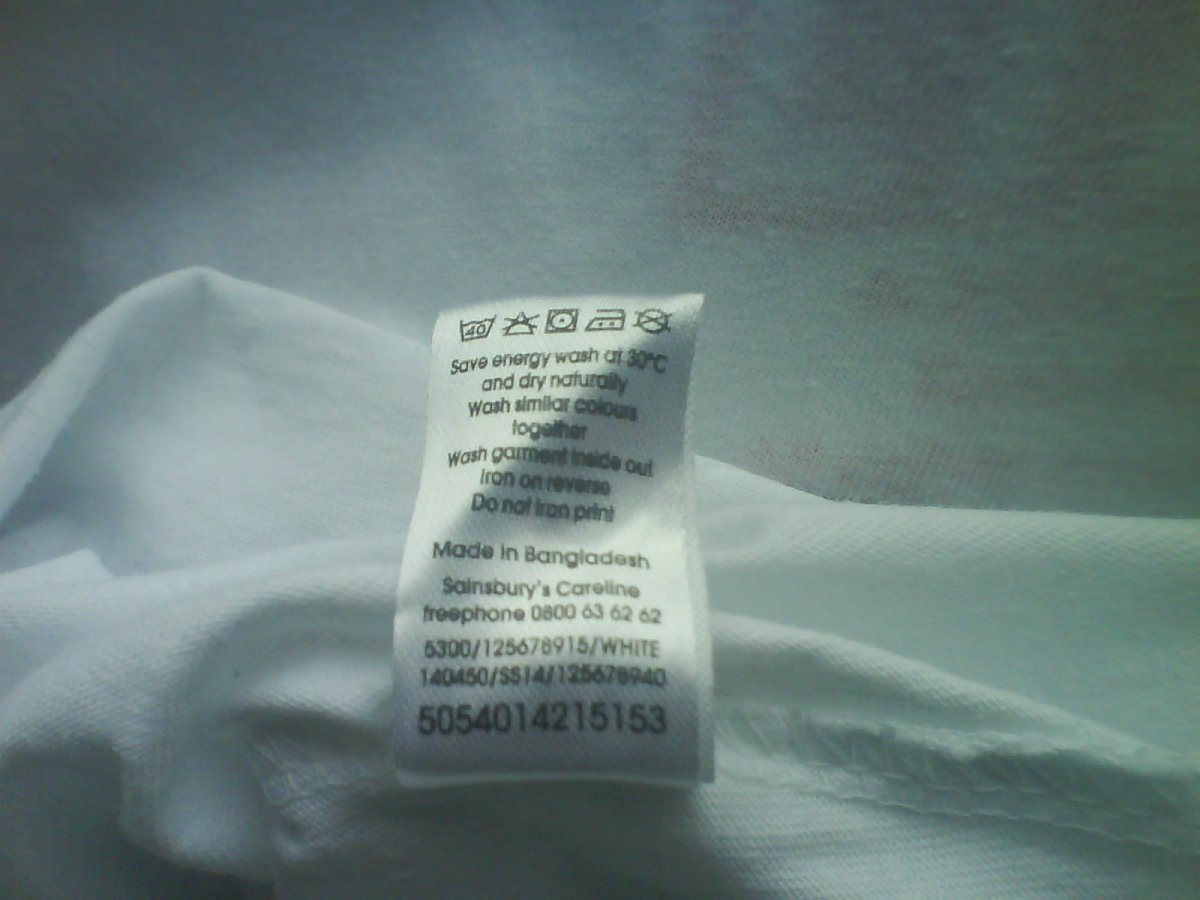 40
Save energy wash at 30°C
and dry naturally
Wash similar colours
together
Wash garment inside out
Iron on reverse
Do not iron print
Made in Bangladesh
Sainsbury's Careline
freephone 0800 63 62 62
5300/125678915/WHITE
140450/SS14/125678940
5054014215153